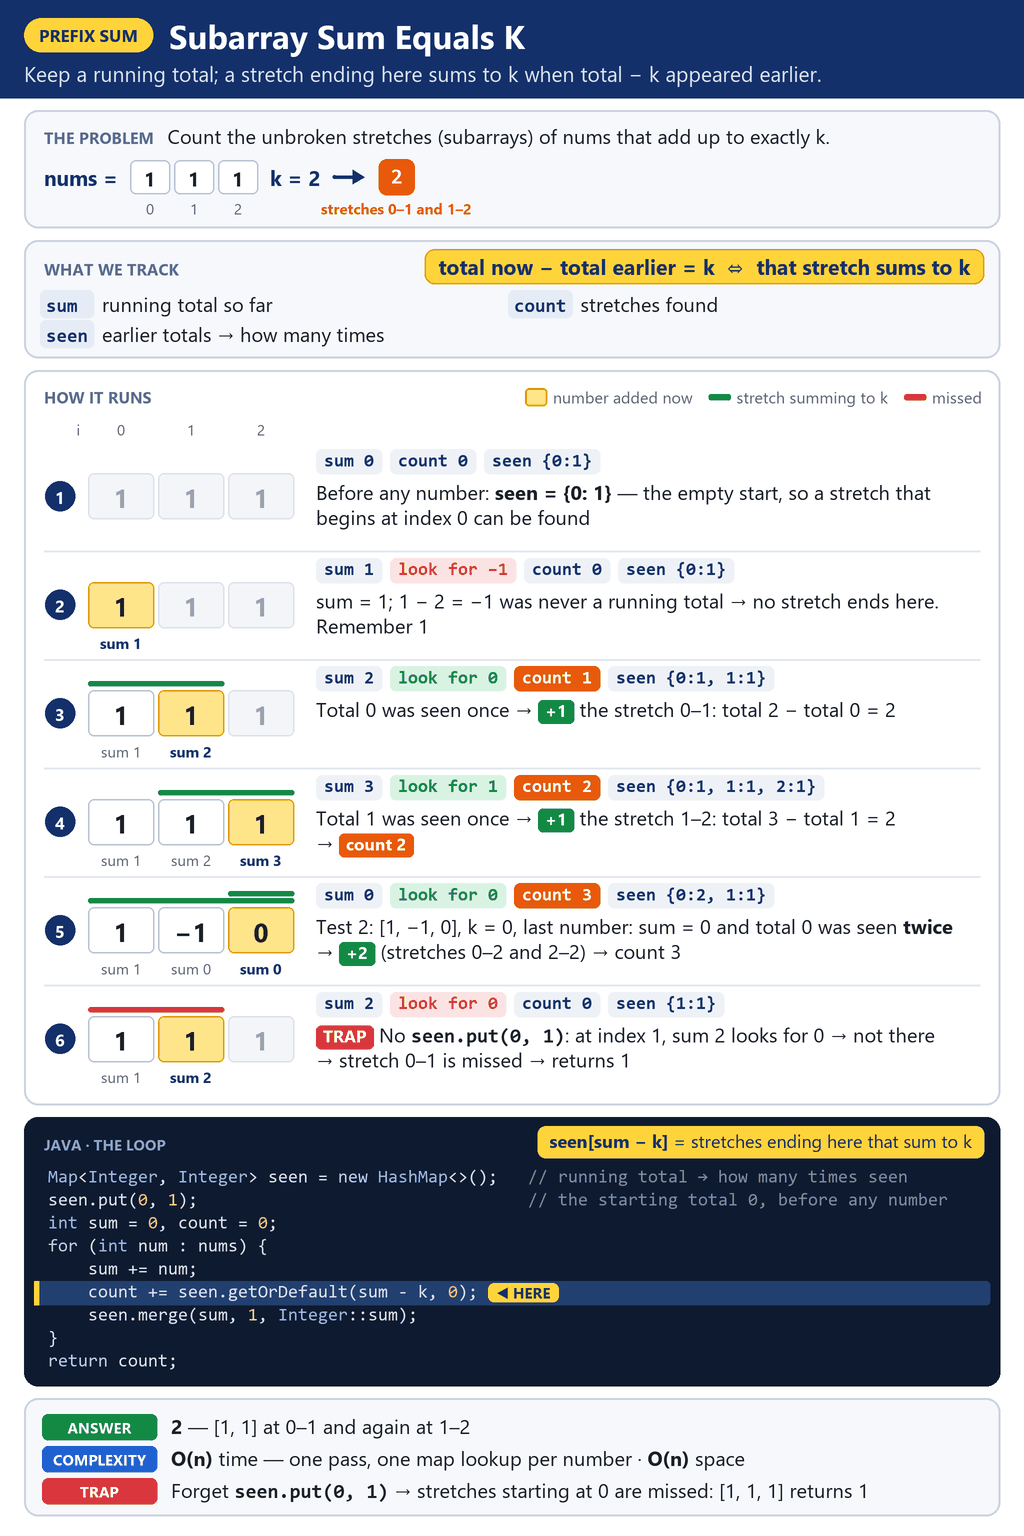 PREFIX SUM Subarray Sum Equals K
Keep a running total; a stretch ending here sums to k when total − k appeared earlier.
THE PROBLEM Count the unbroken stretches (subarrays) of nums that add up to exactly k.
nums = 1 1 1 k = 2 → 2
0 1 2 stretches 0–1 and 1–2
WHAT WE TRACK total now − total earlier = k ⇔ that stretch sums to k
sum running total so far count stretches found
seen earlier totals → how many times
HOW IT RUNS number added now stretch summing to k missed
i 0 1 2
sum 0 count 0 seen {0:1}
1 1 1 1 Before any number: seen = {0: 1} — the empty start, so a stretch that
begins at index 0 can be found
sum 1 look for −1 count 0 seen {0:1}
2 1 1 1 sum = 1; 1 − 2 = −1 was never a running total → no stretch ends here.
Remember 1
sum 1
sum 2 look for 0 count 1 seen {0:1, 1:1}
3 1 1 1 Total 0 was seen once → +1 the stretch 0–1: total 2 − total 0 = 2
sum 1 sum 2
sum 3 look for 1 count 2 seen {0:1, 1:1, 2:1}
4 1 1 1 Total 1 was seen once → +1 the stretch 1–2: total 3 − total 1 = 2
→ count 2
sum 1 sum 2 sum 3
sum 0 look for 0 count 3 seen {0:2, 1:1}
5 1 −1 0 Test 2: [1, −1, 0], k = 0, last number: sum = 0 and total 0 was seen twice
→ +2 (stretches 0–2 and 2–2) → count 3
sum 1 sum 0 sum 0
sum 2 look for 0 count 0 seen {1:1}
6 1 1 1 TRAP No seen.put(0, 1): at index 1, sum 2 looks for 0 → not there
→ stretch 0–1 is missed → returns 1
sum 1 sum 2
JAVA · THE LOOP seen[sum − k] = stretches ending here that sum to k
Map<Integer, Integer> seen = new HashMap<>(); // running total → how many times seen
seen.put(0, 1); // the starting total 0, before any number
int sum = 0, count = 0;
for (int num : nums) {
sum += num;
count += seen.getOrDefault(sum - k, 0); ◀ HERE
seen.merge(sum, 1, Integer::sum);
}
return count;
ANSWER 2 — [1, 1] at 0–1 and again at 1–2
COMPLEXITY O(n) time — one pass, one map lookup per number · O(n) space
TRAP Forget seen.put(0, 1) → stretches starting at 0 are missed: [1, 1, 1] returns 1